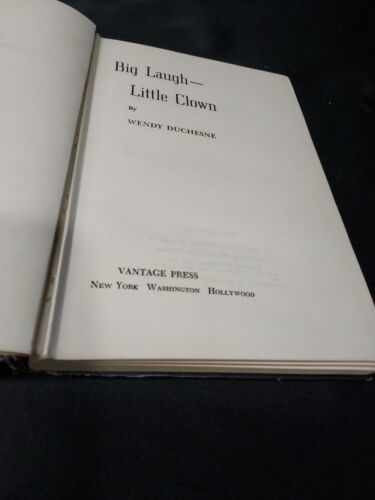 Big Laugh—
Little Clown
By
WENDY DUCHESNE
VANTAGE PRESS
NEW YORK WASHINGTON HOLLYWOOD